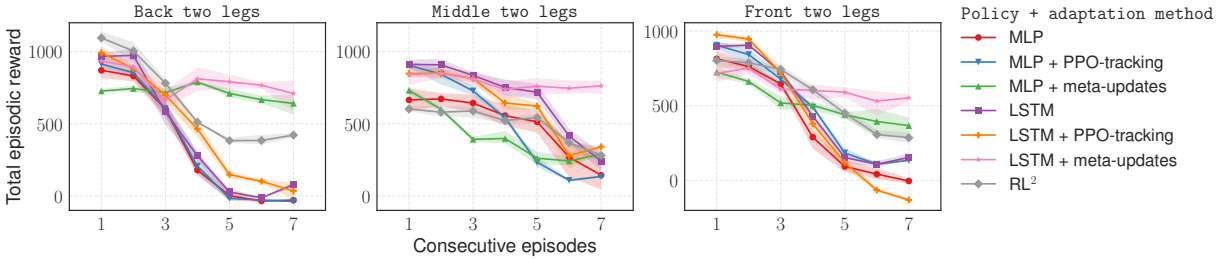 Back two legs
Middle two legs
Front two legs
Policy + adaptation method
Total episodic reward
1000
500
0
1
3
5
7
1000
500
0
1
3
5
7
1000
500
0
1
3
5
7
Consecutive episodes
MLP
MLP + PPO-tracking
MLP + meta-updates
LSTM
LSTM + PPO-tracking
LSTM + meta-updates
RL²